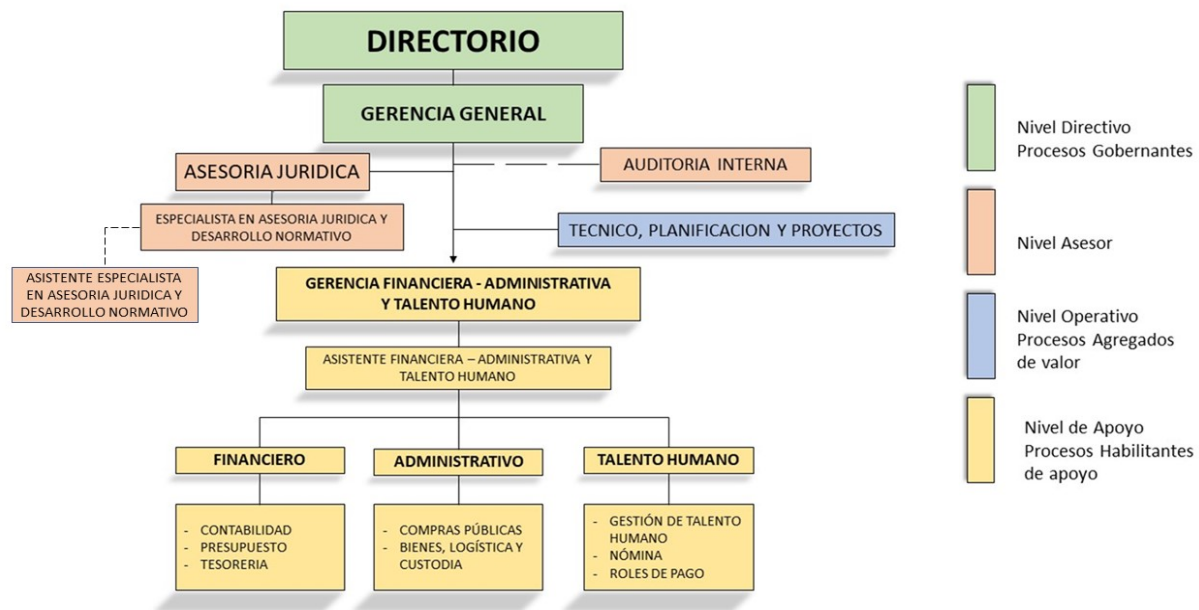 DIRECTORIO
GERENCIA GENERAL
ASESORIA JURIDICA
AUDITORIA INTERNA
ESPECIALISTA EN ASESORIA JURIDICA Y
DESARROLLO NORMATIVO
TECNICO, PLANIFICACION Y PROYECTOS
ASISTENTE ESPECIALISTA
EN ASESORIA JURIDICA Y
DESARROLLO NORMATIVO
GERENCIA FINANCIERA - ADMINISTRATIVA
Y TALENTO HUMANO
ASISTENTE FINANCIERA – ADMINISTRATIVA Y
TALENTO HUMANO
FINANCIERO
- CONTABILIDAD
- PRESUPUESTO
- TESORERIA
ADMINISTRATIVO
- COMPRAS PÚBLICAS
- BIENES, LOGÍSTICA Y
CUSTODIA
TALENTO HUMANO
- GESTIÓN DE TALENTO
HUMANO
- NÓMINA
- ROLES DE PAGO
Nivel Directivo
Procesos Gobernantes
Nivel Asesor
Nivel Operativo
Procesos Agregados
de valor
Nivel de Apoyo
Procesos Habilitantes
de apoyo